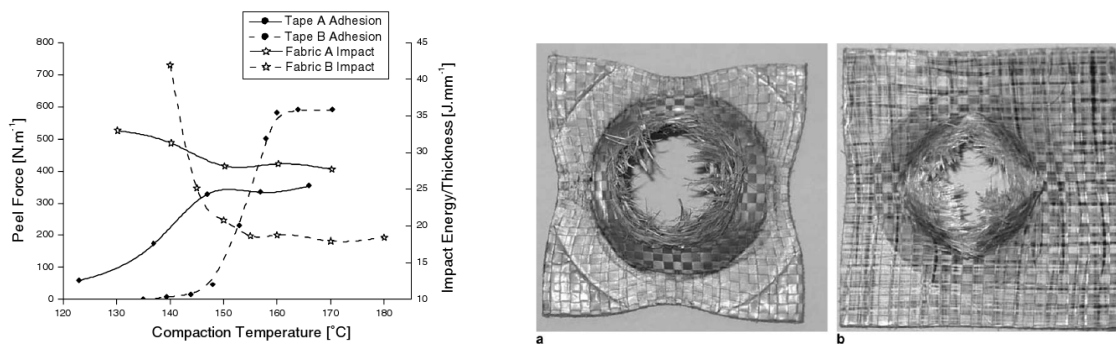 Tape A Adhesion
Tape B Adhesion
Fabric A Impact
Fabric B Impact
800
700
600
500
400
300
200
100
0
Peel Force [N.m⁻¹]
45
40
35
30
25
20
15
10
Impact Energy/Thickness [J.mm⁻¹]
120 130 140 150 160 170 180
Compaction Temperature [°C]
a b